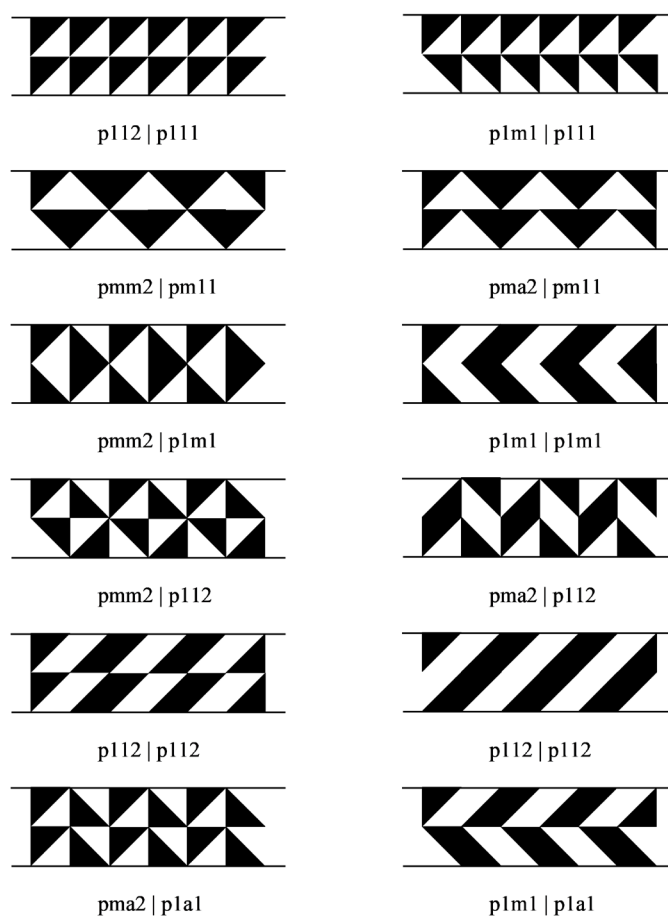 p112 | p111
p1m1 | p111
pmm2 | pm11
pma2 | pm11
pmm2 | p1m1
p1m1 | p1m1
pmm2 | p112
pma2 | p112
p112 | p112
p112 | p112
pma2 | p1a1
p1m1 | p1a1